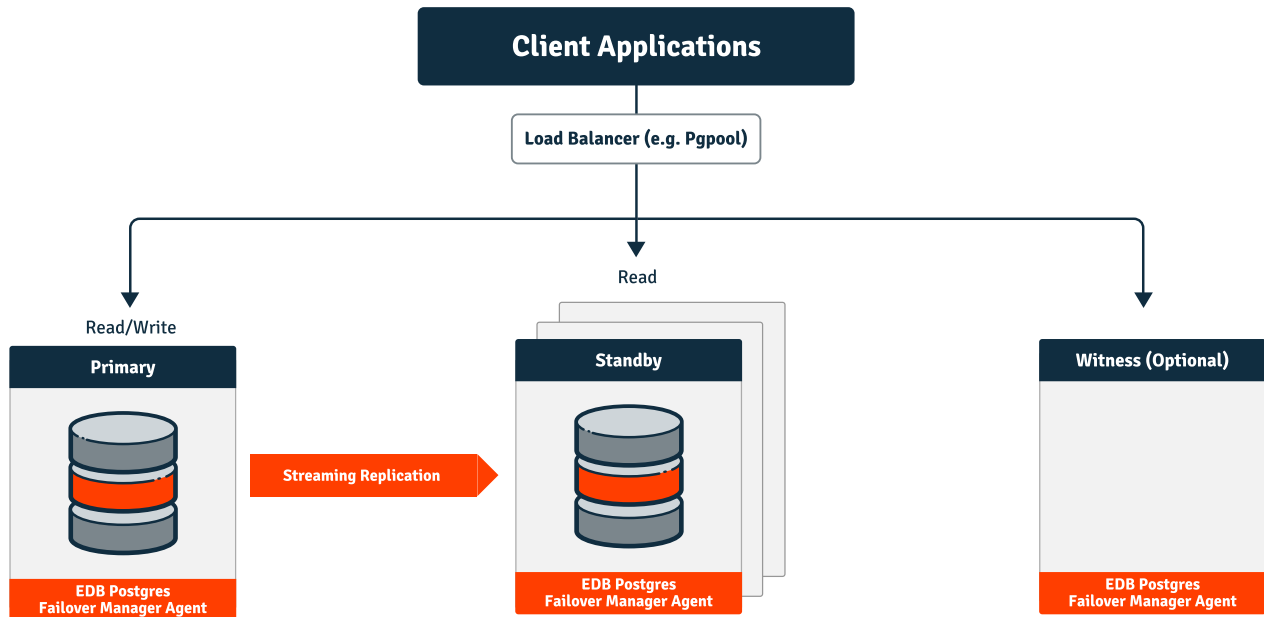 Client Applications
Load Balancer (e.g. Pgpool)
Read
Read/Write
Primary
Standby
Witness (Optional)
Streaming Replication
EDB Postgres
Failover Manager Agent
EDB Postgres
Failover Manager Agent
EDB Postgres
Failover Manager Agent